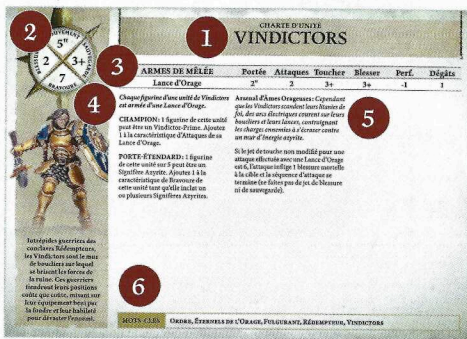 CHARTE D'UNITÉ
1
VINDICTORS
2
MOUVEMENT
5"
BLESSURES
2
3+
SAUVEGARDE
7
BRAVOURE
3
ARMES DE MÊLÉE Portée Attaques Toucher Blesser Perf. Dégâts
Lance d'Orage 2" 2 3+ 3+ -1 1
4
Chaque figurine d'une unité de Vindictors
est armée d'une Lance d'Orage.
CHAMPION: 1 figurine de cette unité
peut être un Vindictor-Prime. Ajoutez
1 à la caractéristique d'Attaques de sa
Lance d'Orage.
PORTE-ÉTENDARD: 1 figurine
de cette unité sur 5 peut être un
Signifère Azyrite. Ajoutez 1 à la
caractéristique de Bravoure de
cette unité tant qu'elle inclut un
ou plusieurs Signifères Azyrites.
Arsenal d'Âmes Orageuses: Cependant
que les Vindictors scandent leurs litanies de
foi, des arcs électriques courent sur leurs
boucliers et leurs lances, contraignant
les charges ennemies à s'écraser contre
un mur d'énergie azyrite.
5
Si le jet de touche non modifié pour une
attaque effectuée avec une Lance d'Orage
est 6, l'attaque inflige 1 blessure mortelle
à la cible et la séquence d'attaque se
termine (ne faites pas de jet de blessure
ni de sauvegarde).
Intrépides guerriers des
conclaves Rédempteurs,
les Vindictors sont le mur
de boucliers sur lequel
se brisent les forces de
la ruine. Ces guerriers
tiendront leurs positions
coûte que coûte, misant sur
leur équipement béni par
la foudre et leur habileté
pour dévaster l'ennemi.
6
MOTS-CLÉS ORDRE, ÉTERNELS DE L'ORAGE, FULGURANT, RÉDEMPTEUR, VINDICTORS